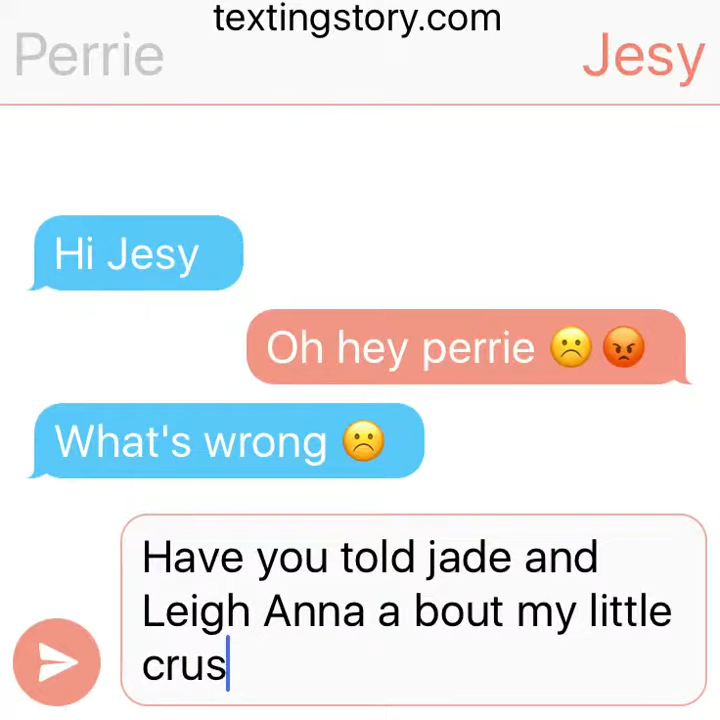 textingstory.com
Perrie
Jesy
Hi Jesy
Oh hey perrie ☹️ 😡
What's wrong ☹️
Have you told jade and
Leigh Anna a bout my little
crus